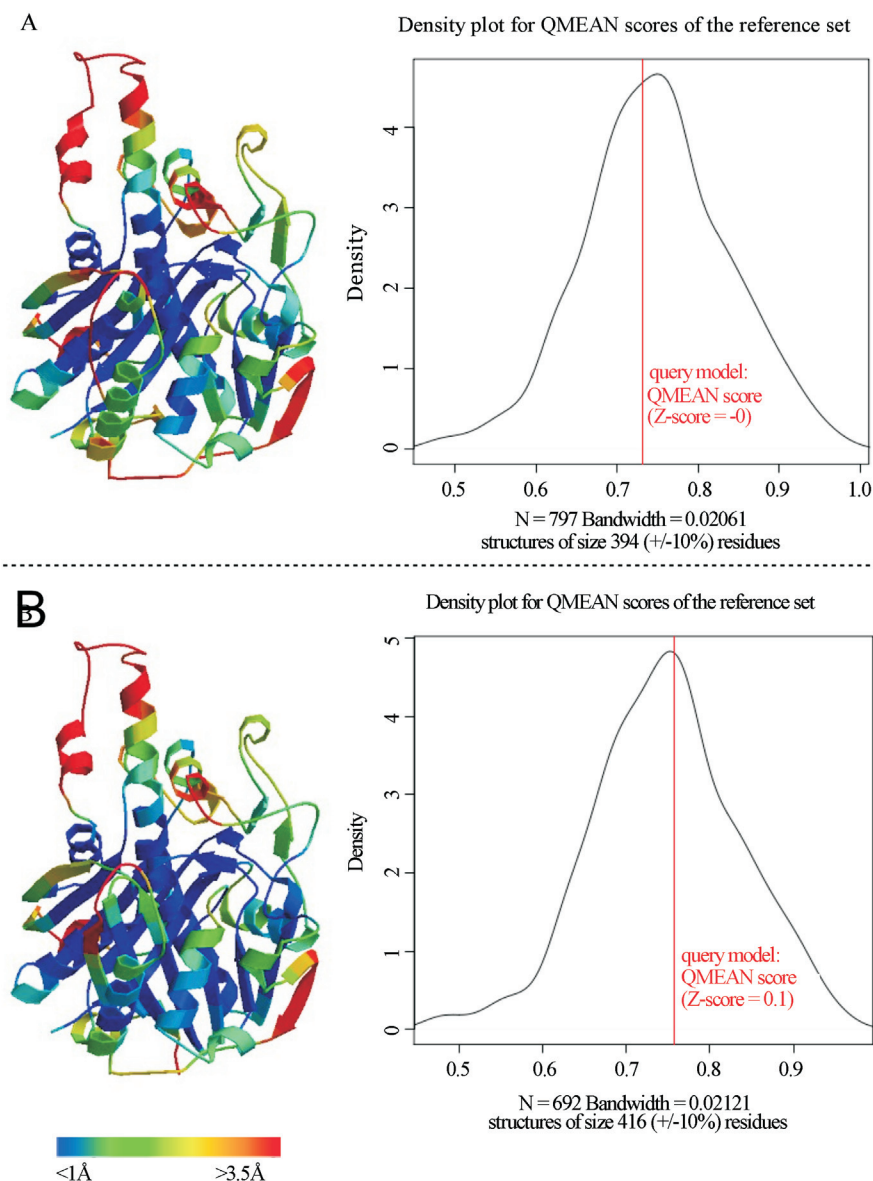 A
Density plot for QMEAN scores of the reference set
Density
4
3
2
1
0
query model:
QMEAN score
(Z-score = -0)
0.5 0.6 0.7 0.8 0.9 1.0
N = 797 Bandwidth = 0.02061
structures of size 394 (+/-10%) residues
B
Density plot for QMEAN scores of the reference set
Density
5
4
3
2
1
0
query model:
QMEAN score
(Z-score = 0.1)
0.5 0.6 0.7 0.8 0.9
N = 692 Bandwidth = 0.02121
structures of size 416 (+/-10%) residues
<1Å >3.5Å